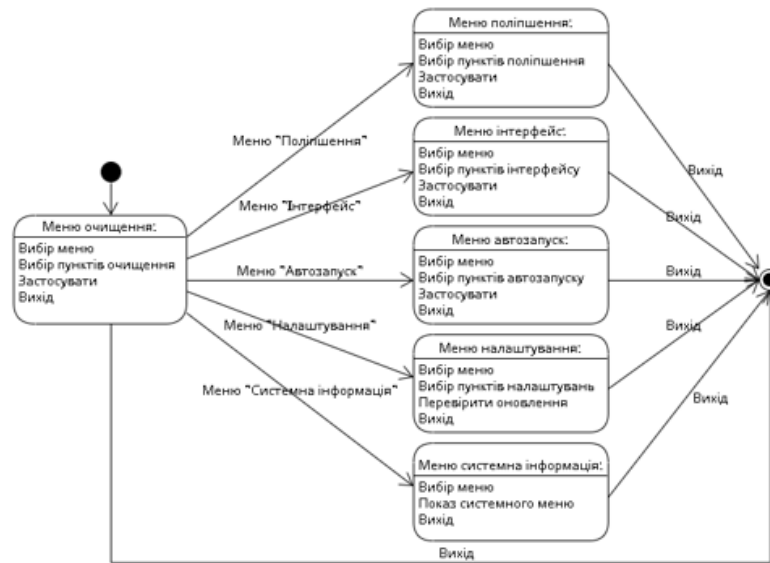 Меню поліпшення:
Вибір меню
Вибір пунктів поліпшення
Застосувати
Вихід
Меню "Поліпшення"
Вихід
Меню інтерфейс:
Вибір меню
Вибір пунктів інтерфейсу
Застосувати
Вихід
Меню "Інтерфейс"
Вихід
Меню очищення:
Вибір меню
Вибір пунктів очищення
Застосувати
Вихід
Меню автозапуск:
Вибір меню
Вибір пунктів автозапуску
Застосувати
Вихід
Меню "Автозапуск"
Вихід
Меню "Налаштування"
Вихід
Меню налаштування:
Вибір меню
Вибір пунктів налаштувань
Перевірити оновлення
Вихід
Меню "Системна інформація"
Вихід
Меню системна інформація:
Вибір меню
Показ системного меню
Вихід
Вихід